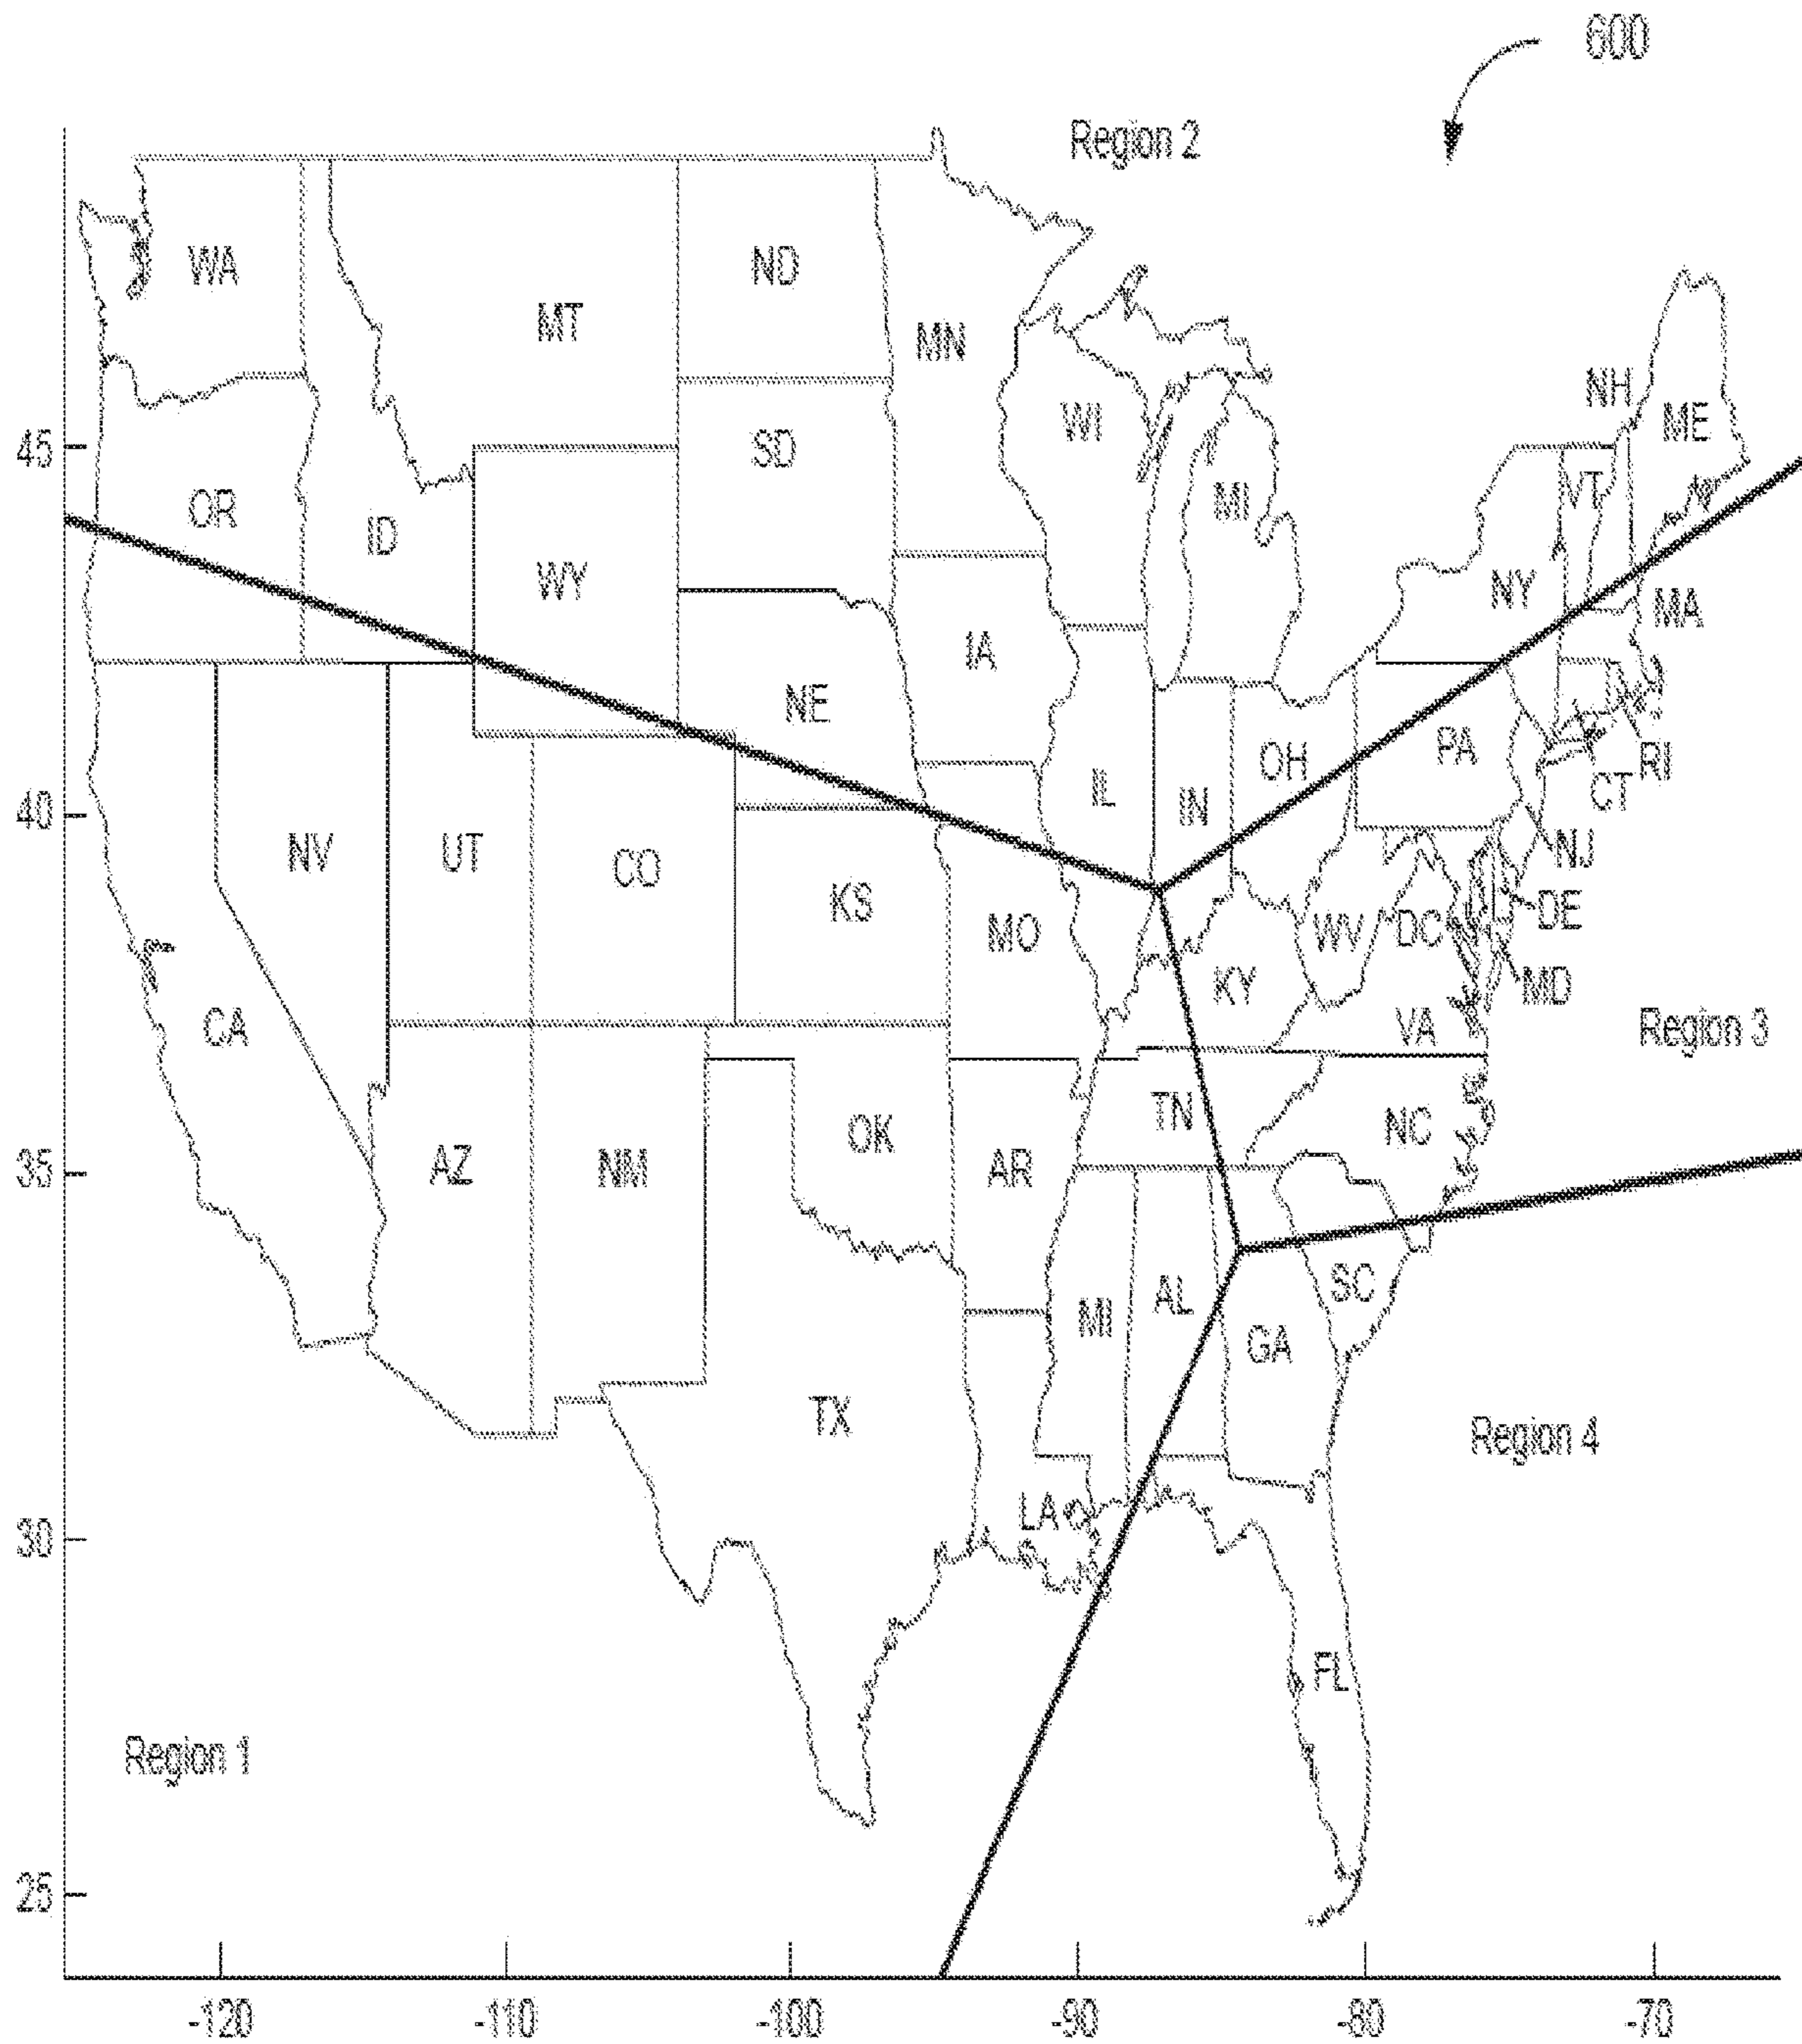 600
Region 2
WA
MT
ND
MN
NH
ME
WI
SD
45
OR
ID
MI
VT
WY
NY
MA
IA
NE
PA
OH
RI
CT
IL
IN
40
NV
UT
CO
KS
NJ
DE
MO
WV
DC
KY
MD
CA
VA
Region 3
TN
NC
OK
AR
AZ
NM
35
SC
MI
AL
GA
TX
Region 4
LA
30
FL
Region 1
25
-120
-110
-100
-90
-80
-70